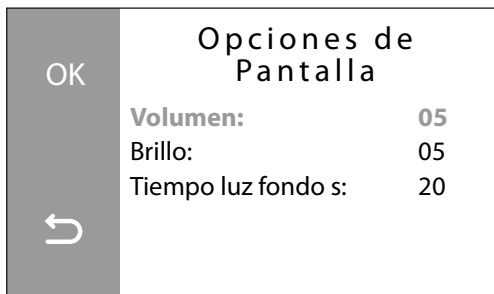 OK
Opciones de
Pantalla
Volumen: 05
Brillo: 05
Tiempo luz fondo s: 20